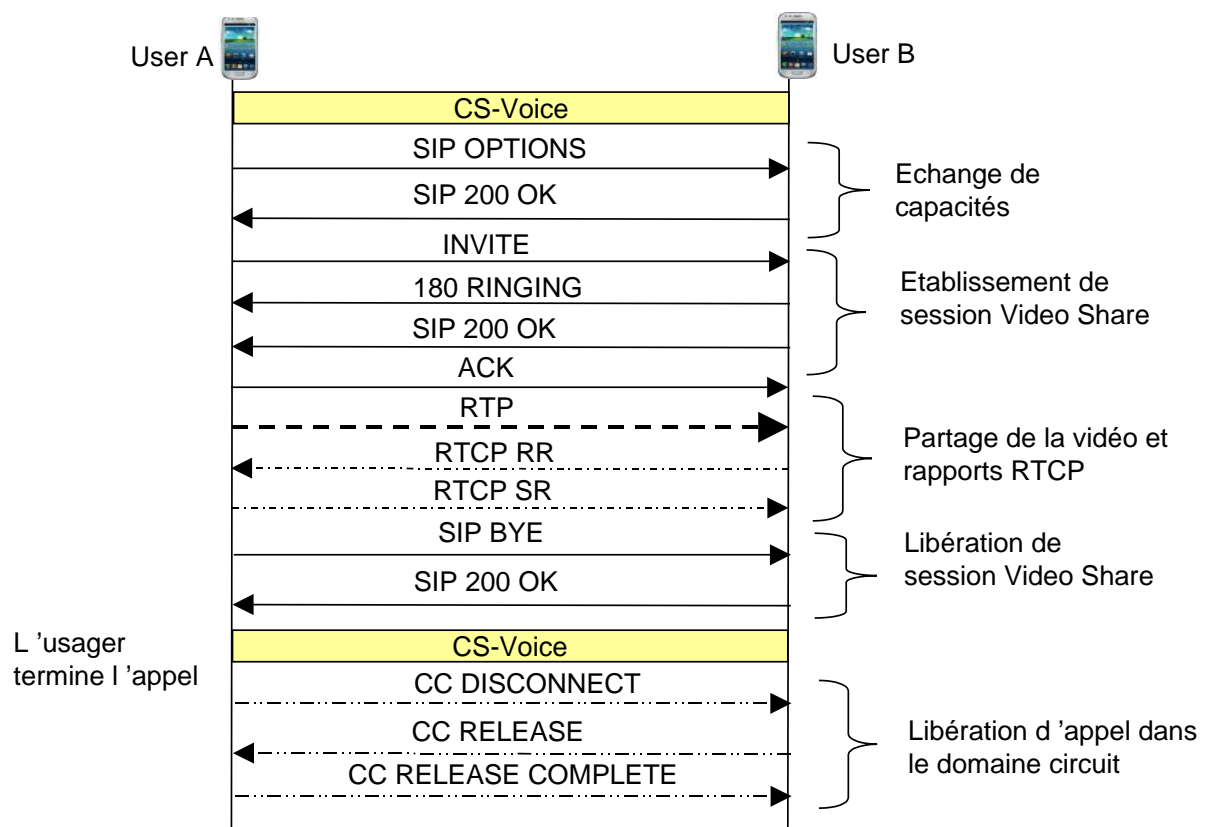 User A
User B
CS-Voice
SIP OPTIONS
SIP 200 OK
Echange de
capacités
INVITE
180 RINGING
SIP 200 OK
ACK
Etablissement de
session Video Share
RTP
RTCP RR
RTCP SR
Partage de la vidéo et
rapports RTCP
SIP BYE
SIP 200 OK
Libération de
session Video Share
L ’usager
termine l ’appel
CS-Voice
CC DISCONNECT
CC RELEASE
CC RELEASE COMPLETE
Libération d ’appel dans
le domaine circuit